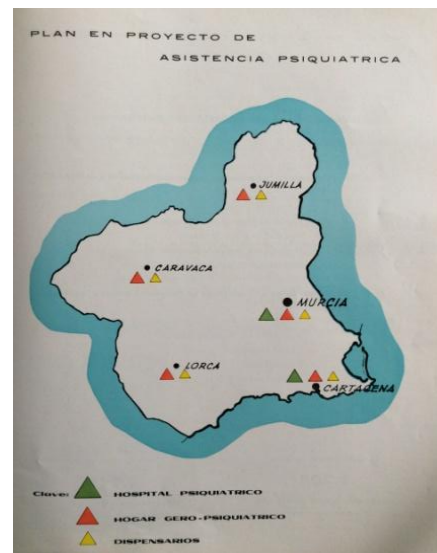 PLAN EN PROYECTO DE
ASISTENCIA PSIQUIATRICA
JUMILLA
CARAVACA
MURCIA
LORCA
CARTAGENA
Clave: HOSPITAL PSIQUIATRICO
HOGAR GERO-PSIQUIATRICO
DISPENSARIOS